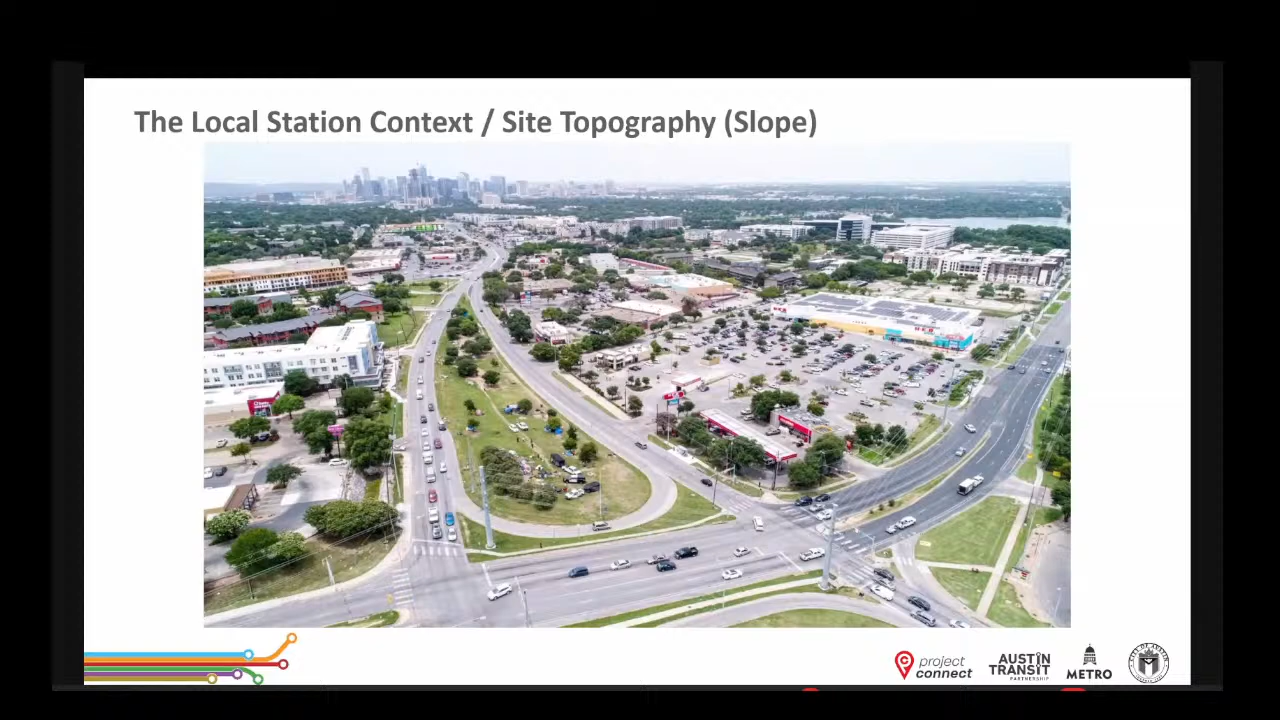 The Local Station Context / Site Topography (Slope)
project
connect
AUSTIN
TRANSIT
PARTNERSHIP
METRO